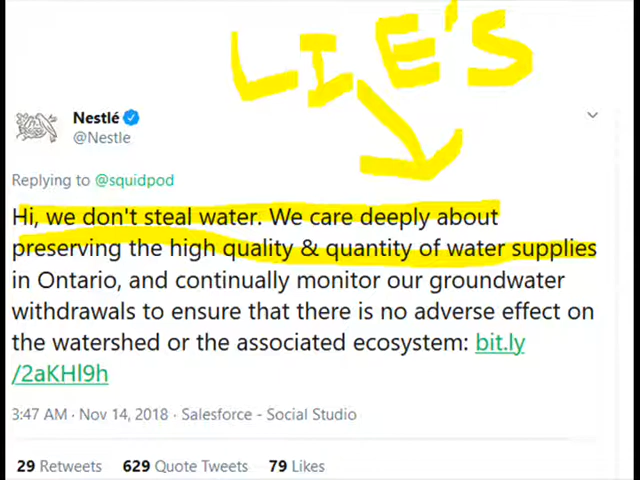 LIE'S
Nestlé
@Nestle
Replying to @squidpod
Hi, we don't steal water. We care deeply about
preserving the high quality & quantity of water supplies
in Ontario, and continually monitor our groundwater
withdrawals to ensure that there is no adverse effect on
the watershed or the associated ecosystem: bit.ly
/2aKHl9h
3:47 AM · Nov 14, 2018 · Salesforce - Social Studio
29 Retweets 629 Quote Tweets 79 Likes